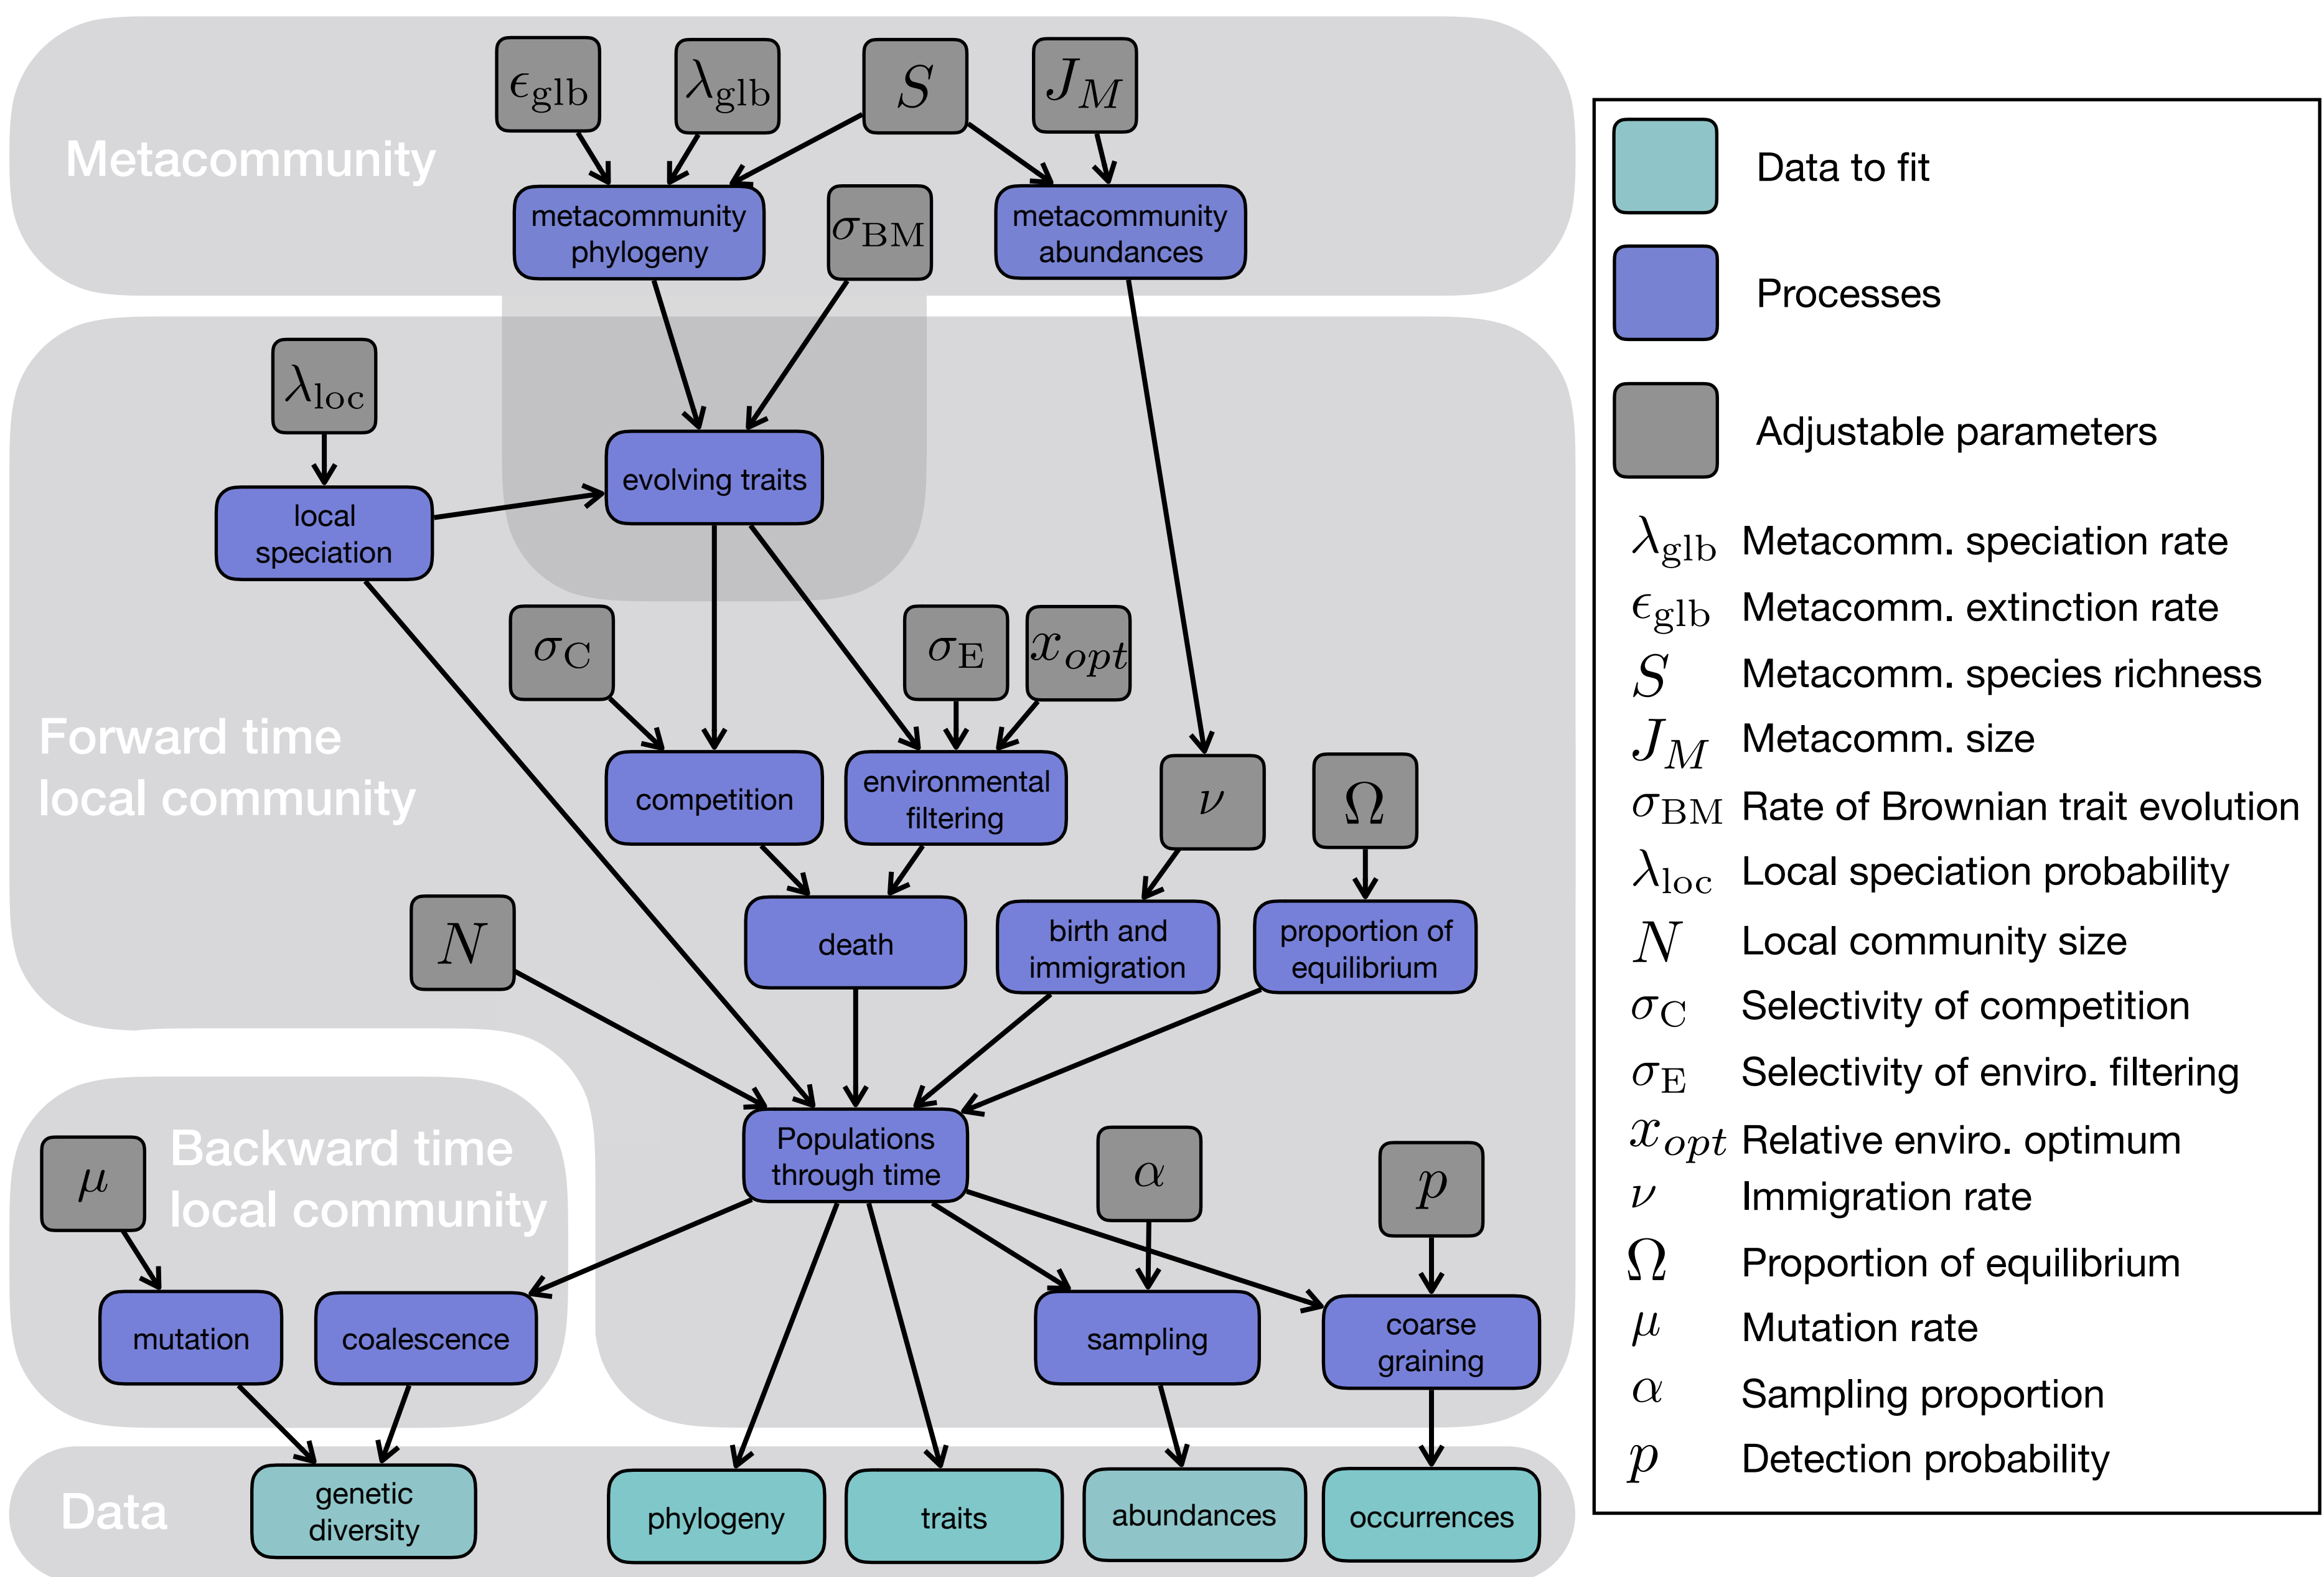 ϵglb
λglb
S
J_M
Metacommunity
metacommunity
phylogeny
σBM
metacommunity
abundances
λloc
evolving traits
local
speciation
σC
σE
x_opt
Forward time
local community
competition
environmental
filtering
ν
Ω
N
death
birth and
immigration
proportion of
equilibrium
Populations
through time
Backward time
local community
μ
α
p
mutation
coalescence
sampling
coarse
graining
Data
genetic
diversity
phylogeny
traits
abundances
occurrences
Data to fit
Processes
Adjustable parameters
λglb Metacomm. speciation rate
ϵglb Metacomm. extinction rate
S Metacomm. species richness
J_M Metacomm. size
σBM Rate of Brownian trait evolution
λloc Local speciation probability
N Local community size
σC Selectivity of competition
σE Selectivity of enviro. filtering
x_opt Relative enviro. optimum
ν Immigration rate
Ω Proportion of equilibrium
μ Mutation rate
α Sampling proportion
p Detection probability